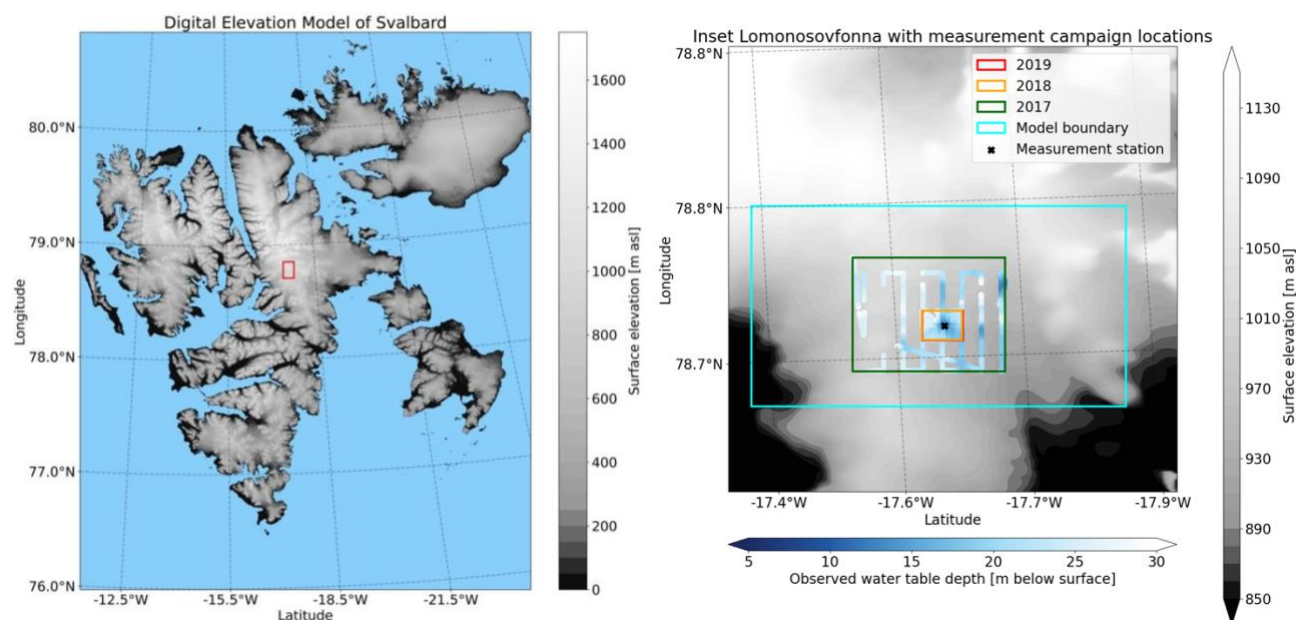 Digital Elevation Model of Svalbard
80.0°N
79.0°N
78.0°N
77.0°N
76.0°N
Longitude
-12.5°W
-15.5°W
-18.5°W
-21.5°W
Latitude
1600
1400
1200
1000
800
600
400
200
0
Surface elevation [m asl]
Inset Lomonosovfonna with measurement campaign locations
2019
2018
2017
Model boundary
Measurement station
78.8°N
78.8°N
78.7°N
Longitude
-17.4°W
-17.6°W
-17.7°W
-17.9°W
Latitude
5
10
15
20
25
30
Observed water table depth [m below surface]
1130
1090
1050
1010
970
930
890
850
Surface elevation [m asl]